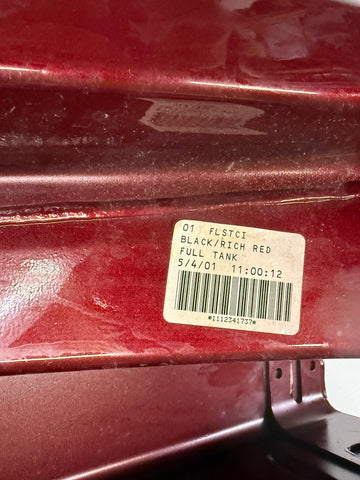 01 FLSTCI
BLACK/RICH RED
FULL TANK
5/4/01 11:00:12
*1112341737*